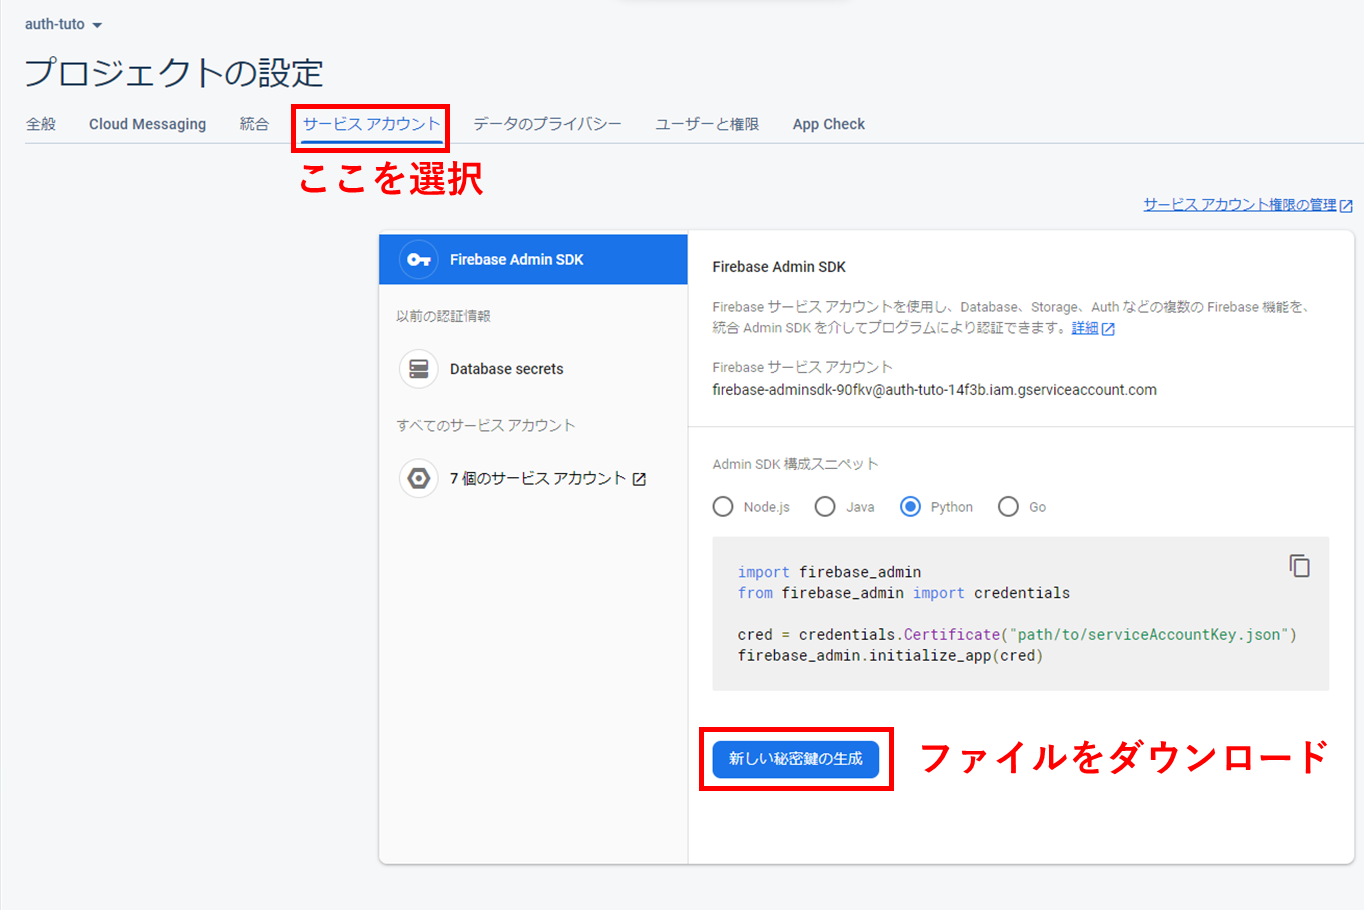 auth-tuto
プロジェクトの設定
全般 Cloud Messaging 統合 サービス アカウント データのプライバシー ユーザーと権限 App Check
ここを選択
サービス アカウント権限の管理
Firebase Admin SDK
以前の認証情報
Database secrets
すべてのサービス アカウント
7 個のサービス アカウント
Firebase Admin SDK
Firebase サービス アカウントを使用し、Database、Storage、Auth などの複数の Firebase 機能を、
統合 Admin SDK を介してプログラムにより認証できます。詳細
Firebase サービス アカウント
firebase-adminsdk-90fkv@auth-tuto-14f3b.iam.gserviceaccount.com
Admin SDK 構成スニペット
Node.js Java Python Go
import firebase_admin
from firebase_admin import credentials
cred = credentials.Certificate("path/to/serviceAccountKey.json")
firebase_admin.initialize_app(cred)
新しい秘密鍵の生成
ファイルをダウンロード